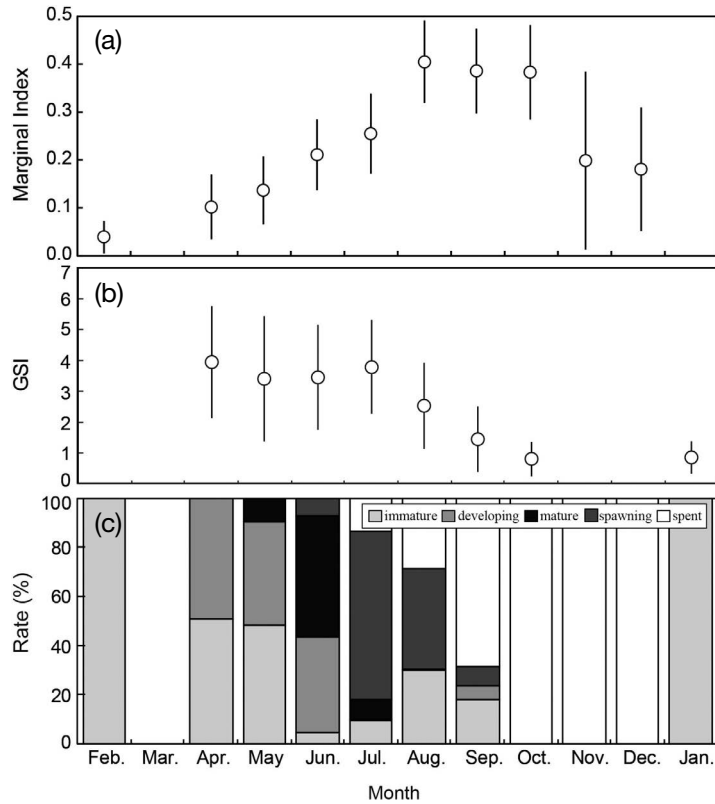 (a)
0.5
0.4
0.3
0.2
0.1
0.0
Marginal Index
(b)
7
6
5
4
3
2
1
0
GSI
(c)
immature developing mature spawning spent
100
80
60
40
20
0
Rate (%)
Feb. Mar. Apr. May Jun. Jul. Aug. Sep. Oct. Nov. Dec. Jan.
Month